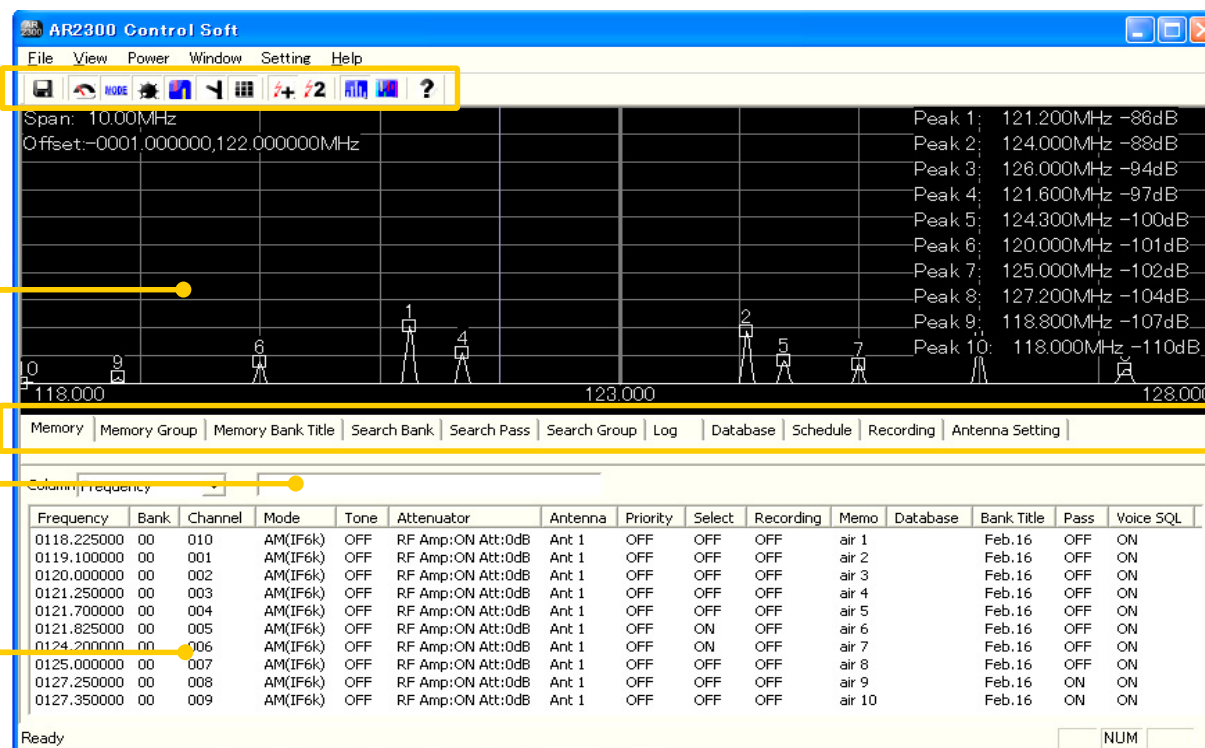 AR2300 Control Soft
File View Power Window Setting Help
MODE 2 ?
Span: 10.00MHz
Offset:-0001.000000,122.000000MHz
Peak 1: 121.200MHz -86dB
Peak 2: 124.000MHz -88dB
Peak 3: 126.000MHz -94dB
Peak 4: 121.600MHz -97dB
Peak 5: 124.300MHz -100dB
Peak 6: 120.000MHz -101dB
Peak 7: 125.000MHz -102dB
Peak 8: 127.200MHz -104dB
Peak 9: 118.800MHz -107dB
Peak 10: 118.000MHz -110dB
10 9 6 1 4 2 5 7
118.000 123.000 128.000
Memory Memory Group Memory Bank Title Search Bank Search Pass Search Group Log Database Schedule Recording Antenna Setting
Column Frequency
Frequency Bank Channel Mode Tone Attenuator Antenna Priority Select Recording Memo Database Bank Title Pass Voice SQL
0118.225000 00 010 AM(IF6k) OFF RF Amp:ON Att:0dB Ant 1 OFF OFF OFF air 1 Feb.16 OFF ON
0119.100000 00 001 AM(IF6k) OFF RF Amp:ON Att:0dB Ant 1 OFF OFF OFF air 2 Feb.16 OFF ON
0120.000000 00 002 AM(IF6k) OFF RF Amp:ON Att:0dB Ant 1 OFF OFF OFF air 3 Feb.16 OFF ON
0121.250000 00 003 AM(IF6k) OFF RF Amp:ON Att:0dB Ant 1 OFF OFF OFF air 4 Feb.16 OFF ON
0121.700000 00 004 AM(IF6k) OFF RF Amp:ON Att:0dB Ant 1 OFF OFF OFF air 5 Feb.16 OFF ON
0121.825000 00 005 AM(IF6k) OFF RF Amp:ON Att:0dB Ant 1 OFF ON OFF air 6 Feb.16 OFF ON
0124.200000 00 006 AM(IF6k) OFF RF Amp:ON Att:0dB Ant 1 OFF ON OFF air 7 Feb.16 OFF ON
0125.000000 00 007 AM(IF6k) OFF RF Amp:ON Att:0dB Ant 1 OFF OFF OFF air 8 Feb.16 OFF ON
0127.250000 00 008 AM(IF6k) OFF RF Amp:ON Att:0dB Ant 1 OFF OFF OFF air 9 Feb.16 ON ON
0127.350000 00 009 AM(IF6k) OFF RF Amp:ON Att:0dB Ant 1 OFF OFF OFF air 10 Feb.16 ON ON
Ready NUM